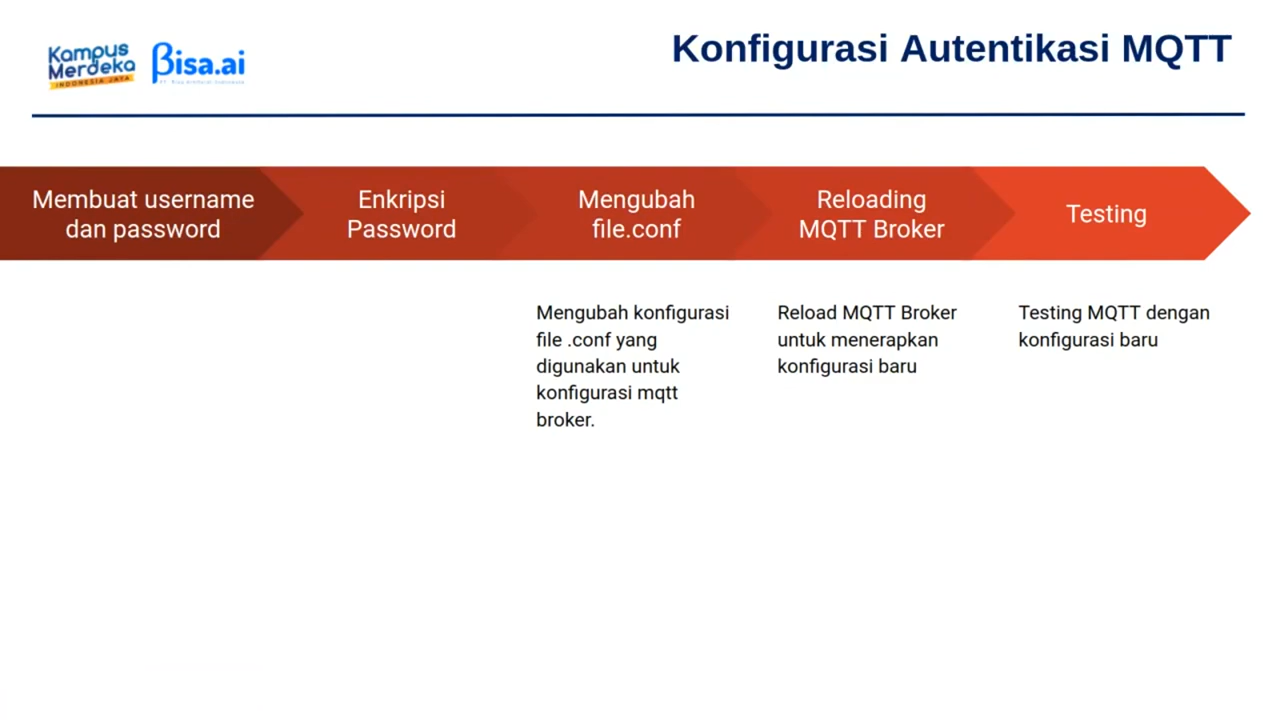 Kampus
Merdeka
INDONESIA JAYA
Bisa.ai
Konfigurasi Autentikasi MQTT
Membuat username
dan password
Enkripsi
Password
Mengubah
file.conf
Reloading
MQTT Broker
Testing
Mengubah konfigurasi
file .conf yang
digunakan untuk
konfigurasi mqtt
broker.
Reload MQTT Broker
untuk menerapkan
konfigurasi baru
Testing MQTT dengan
konfigurasi baru